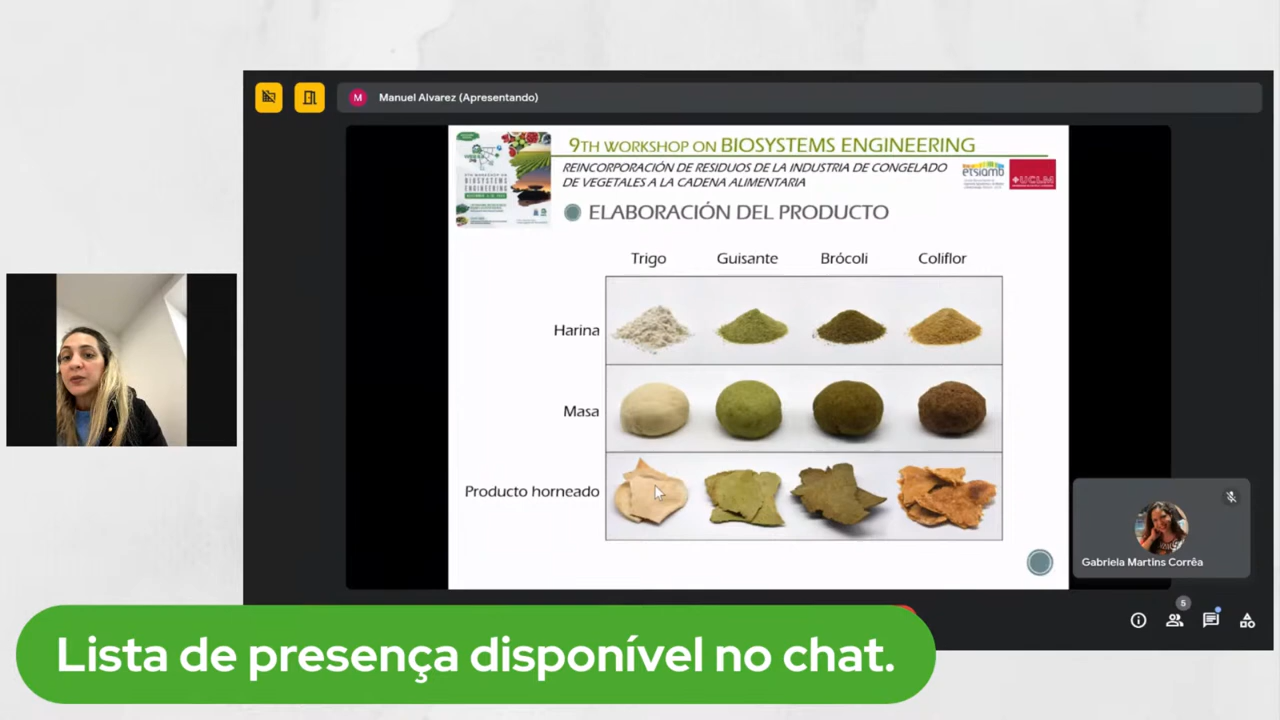 M Manuel Alvarez (Apresentando)
9TH WORKSHOP ON BIOSYSTEMS ENGINEERING
REINCORPORACIÓN DE RESIDUOS DE LA INDUSTRIA DE CONGELADO
DE VEGETALES A LA CADENA ALIMENTARIA
etsiamb
UCLM
BIOSYSTEMS
ENGINEERING
ELABORACIÓN DEL PRODUCTO
Trigo Guisante Brócoli Coliflor
Harina
Masa
Producto horneado
Gabriela Martins Corrêa
5
Lista de presença disponível no chat.